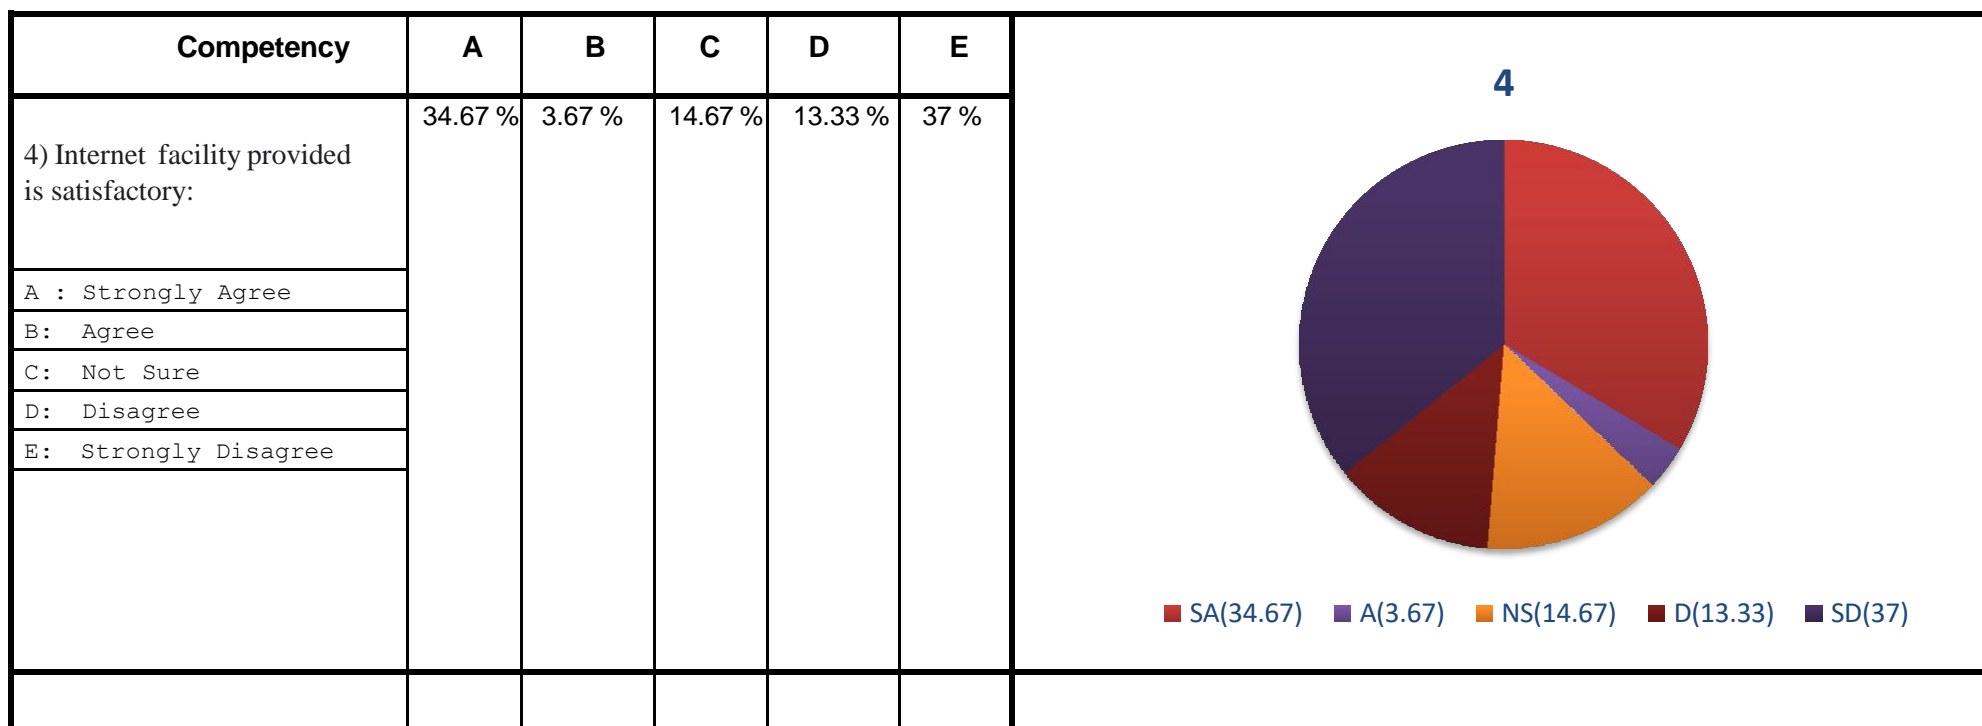 Competency A B C D E
34.67 % 3.67 % 14.67 % 13.33 % 37 %
4) Internet facility provided
is satisfactory:
A : Strongly Agree
B: Agree
C: Not Sure
D: Disagree
E: Strongly Disagree
4
SA(34.67) A(3.67) NS(14.67) D(13.33) SD(37)